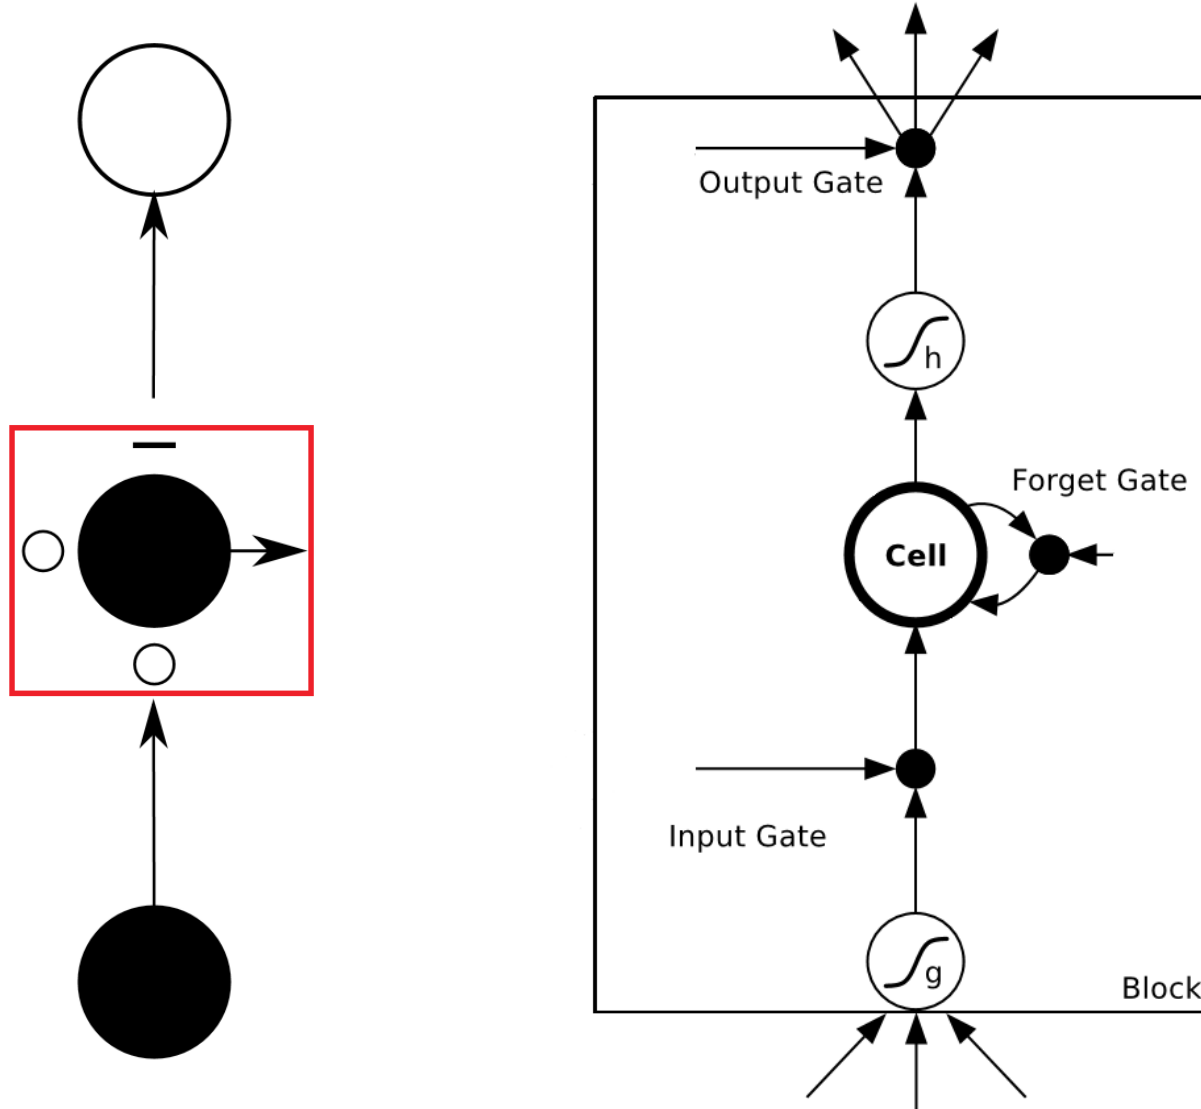 Output Gate
h
Forget Gate
Cell
Input Gate
g
Block